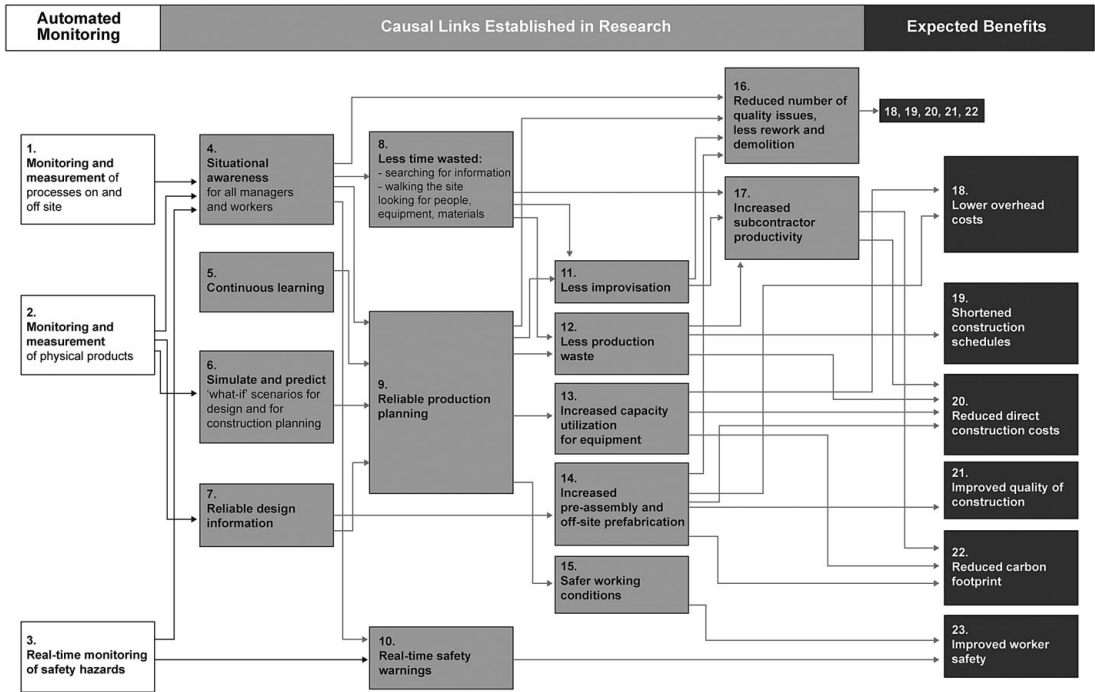 Automated
Monitoring
Causal Links Established in Research
Expected Benefits
1.
Monitoring and
measurement of
processes on and
off site
2.
Monitoring and
measurement
of physical products
3.
Real-time monitoring
of safety hazards
4.
Situational
awareness
for all managers
and workers
5.
Continuous learning
6.
Simulate and predict
‘what-if’ scenarios for
design and for
construction planning
7.
Reliable design
information
8.
Less time wasted:
- searching for information
- walking the site
looking for people,
equipment, materials
9.
Reliable production
planning
10.
Real-time safety
warnings
11.
Less improvisation
12.
Less production
waste
13.
Increased capacity
utilization
for equipment
14.
Increased
pre-assembly and
off-site prefabrication
15.
Safer working
conditions
16.
Reduced number of
quality issues,
less rework and
demolition
17.
Increased
subcontractor
productivity
18, 19, 20, 21, 22
18.
Lower overhead
costs
19.
Shortened
construction
schedules
20.
Reduced direct
construction costs
21.
Improved quality of
construction
22.
Reduced carbon
footprint
23.
Improved worker
safety